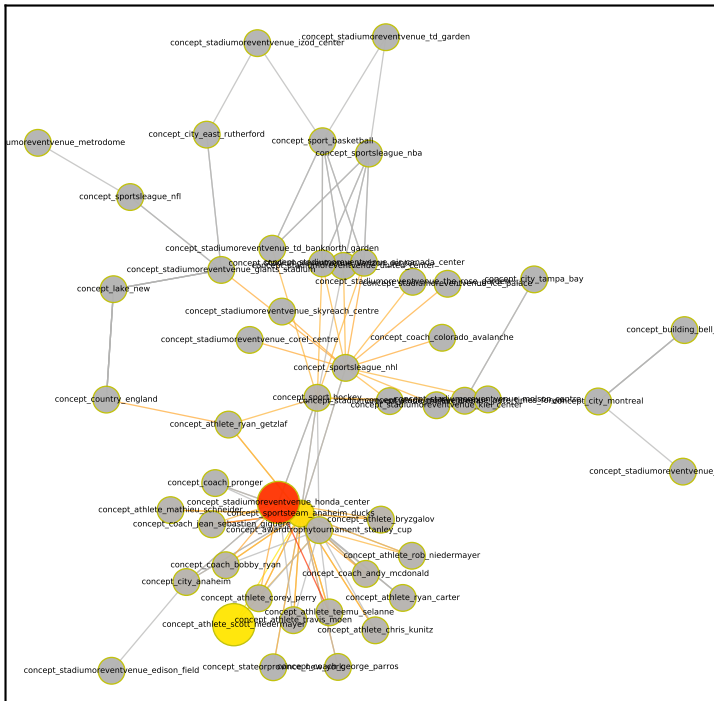 concept_stadiumoreventvenue_td_garden
concept_stadiumoreventvenue_izod_center
concept_city_east_rutherford
concept_sport_basketball
umoreventvenue_metrodome
concept_sportsleague_nba
concept_sportsleague_nfl
concept_stadiumoreventvenue_td_banknorth_garden
concept_stadiumoreventvenue_giants_stadium
concept_city_tampa_bay
concept_lake_new
concept_stadiumoreventvenue_skyreach_centre
concept_stadiumoreventvenue_corel_centre
concept_coach_colorado_avalanche
concept_building_bell_
concept_sportsleague_nhl
concept_country_england
concept_sport_hockey
concept_city_montreal
concept_athlete_ryan_getzlaf
concept_stadiumoreventvenue_
concept_coach_pronger
concept_stadiumoreventvenue_honda_center
concept_athlete_mathieu_schneider
concept_sportsteam_anaheim_ducks
concept_athlete_bryzgalov
concept_coach_jean_sebastien_giguere
concept_awardtrophytournament_stanley_cup
concept_athlete_rob_niedermayer
concept_coach_bobby_ryan
concept_coach_andy_mcdonald
concept_city_anaheim
concept_athlete_corey_perry
concept_athlete_ryan_carter
concept_athlete_teemu_selanne
concept_athlete_travis_moen
concept_athlete_scott_niedermayer
concept_athlete_chris_kunitz
concept_stadiumoreventvenue_edison_field
concept_coach_george_parros